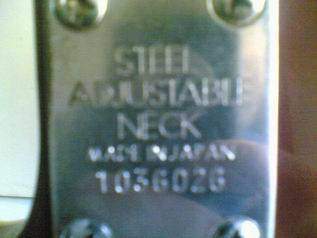 STEEL
ADJUSTABLE
NECK
MADE IN JAPAN
1036026